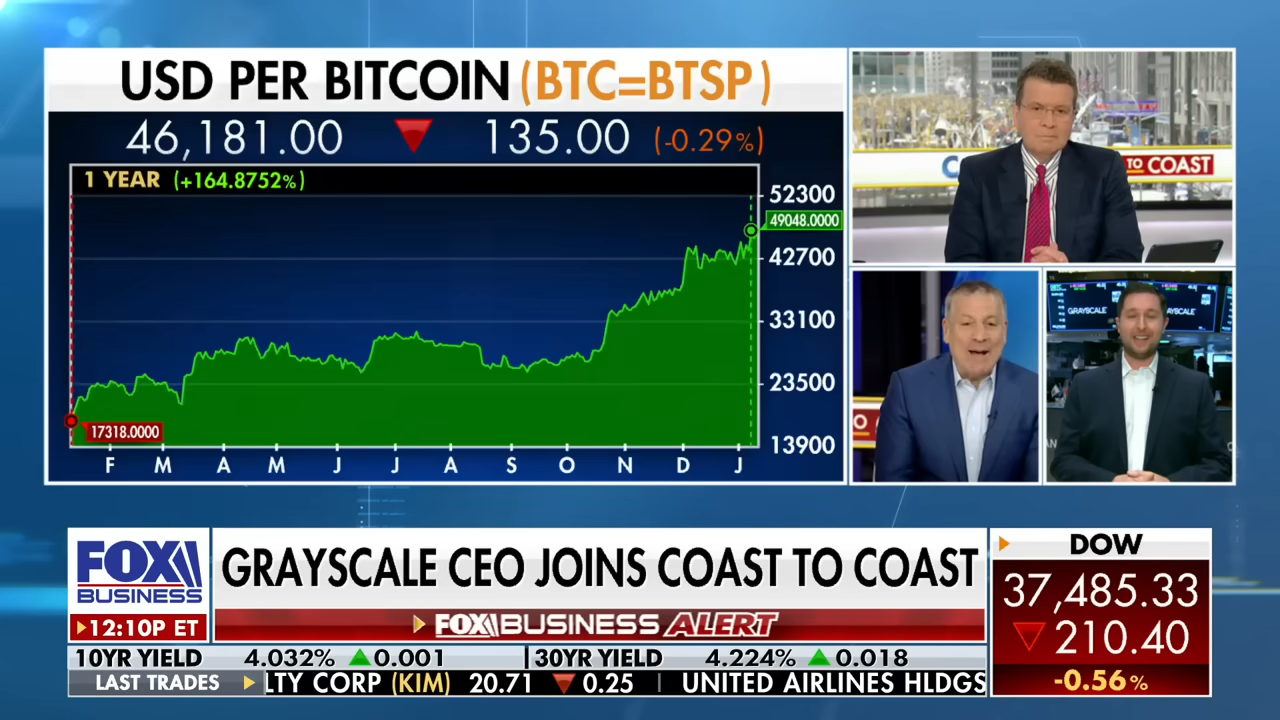 USD PER BITCOIN (BTC=BTSP)
46,181.00 ▼ 135.00 (-0.29%)
1 YEAR (+164.8752%)
52300
49048.0000
42700
33100
23500
17318.0000
13900
F M A M J J A S O N D J
C
TO COAST
O
GRAYSCALE
AYSCALE
FOX BUSINESS
12:10P ET
GRAYSCALE CEO JOINS COAST TO COAST
FOX BUSINESS ALERT
DOW
37,485.33
▼ 210.40
-0.56%
10YR YIELD 4.032% ▲ 0.001 30YR YIELD 4.224% ▲ 0.018
LAST TRADES LTY CORP (KIM) 20.71 ▼ 0.25 | UNITED AIRLINES HLDGS